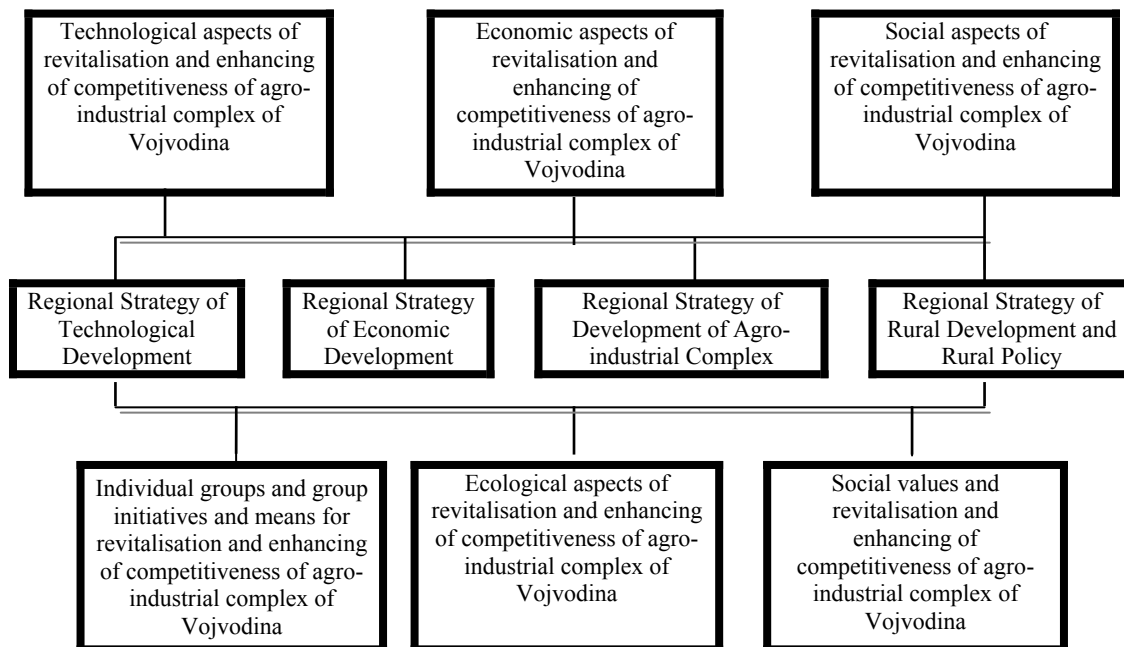 Technological aspects of
revitalisation and enhancing
of competitiveness of agro-
industrial complex of
Vojvodina
Economic aspects of
revitalisation and
enhancing of
competitiveness of agro-
industrial complex of
Vojvodina
Social aspects of
revitalisation and enhancing
of competitiveness of agro-
industrial complex of
Vojvodina
Regional Strategy of
Technological
Development
Regional Strategy
of Economic
Development
Regional Strategy of
Development of Agro-
industrial Complex
Regional Strategy of
Rural Development and
Rural Policy
Individual groups and group
initiatives and means for
revitalisation and enhancing
of competitiveness of agro-
industrial complex of
Vojvodina
Ecological aspects of
revitalisation and enhancing
of competitiveness of agro-
industrial complex of
Vojvodina
Social values and
revitalisation and
enhancing of
competitiveness of agro-
industrial complex of
Vojvodina